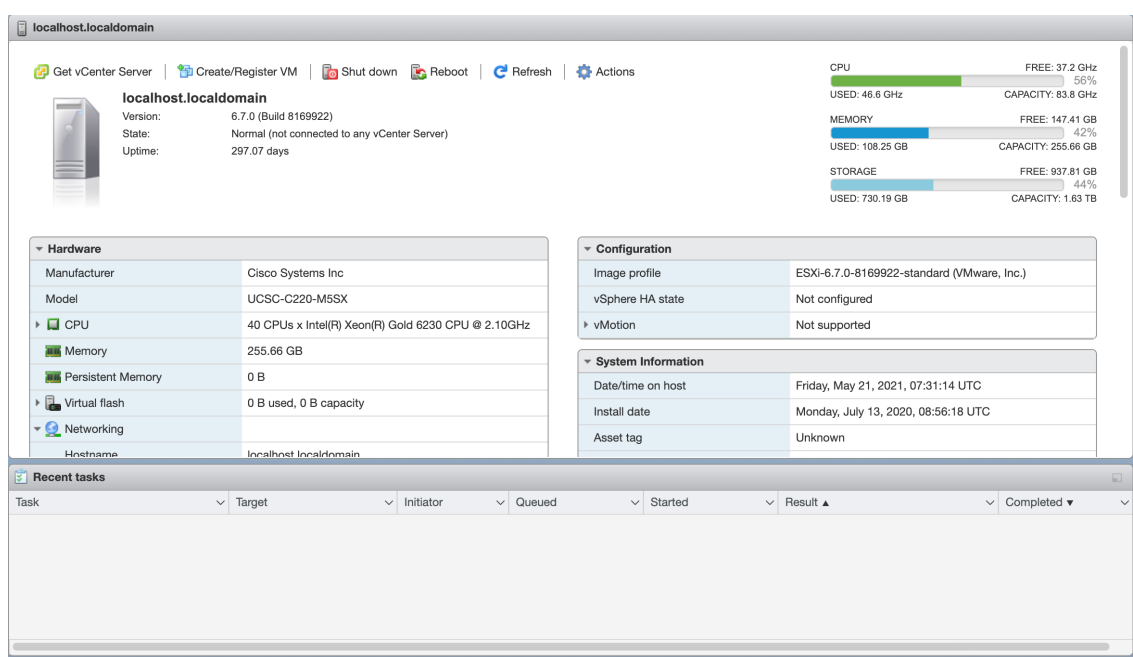 localhost.localdomain
Get vCenter Server Create/Register VM Shut down Reboot Refresh Actions
localhost.localdomain
Version: 6.7.0 (Build 8169922)
State: Normal (not connected to any vCenter Server)
Uptime: 297.07 days
CPU FREE: 37.2 GHz
56%
USED: 46.6 GHz CAPACITY: 83.8 GHz
MEMORY FREE: 147.41 GB
42%
USED: 108.25 GB CAPACITY: 255.66 GB
STORAGE FREE: 937.81 GB
44%
USED: 730.19 GB CAPACITY: 1.63 TB
Hardware
Manufacturer Cisco Systems Inc
Model UCSC-C220-M5SX
CPU 40 CPUs x Intel(R) Xeon(R) Gold 6230 CPU @ 2.10GHz
Memory 255.66 GB
Persistent Memory 0 B
Virtual flash 0 B used, 0 B capacity
Networking
Hostname localhost.localdomain
Configuration
Image profile ESXi-6.7.0-8169922-standard (VMware, Inc.)
vSphere HA state Not configured
vMotion Not supported
System Information
Date/time on host Friday, May 21, 2021, 07:31:14 UTC
Install date Monday, July 13, 2020, 08:56:18 UTC
Asset tag Unknown
Recent tasks
Task Target Initiator Queued Started Result ▲ Completed ▼